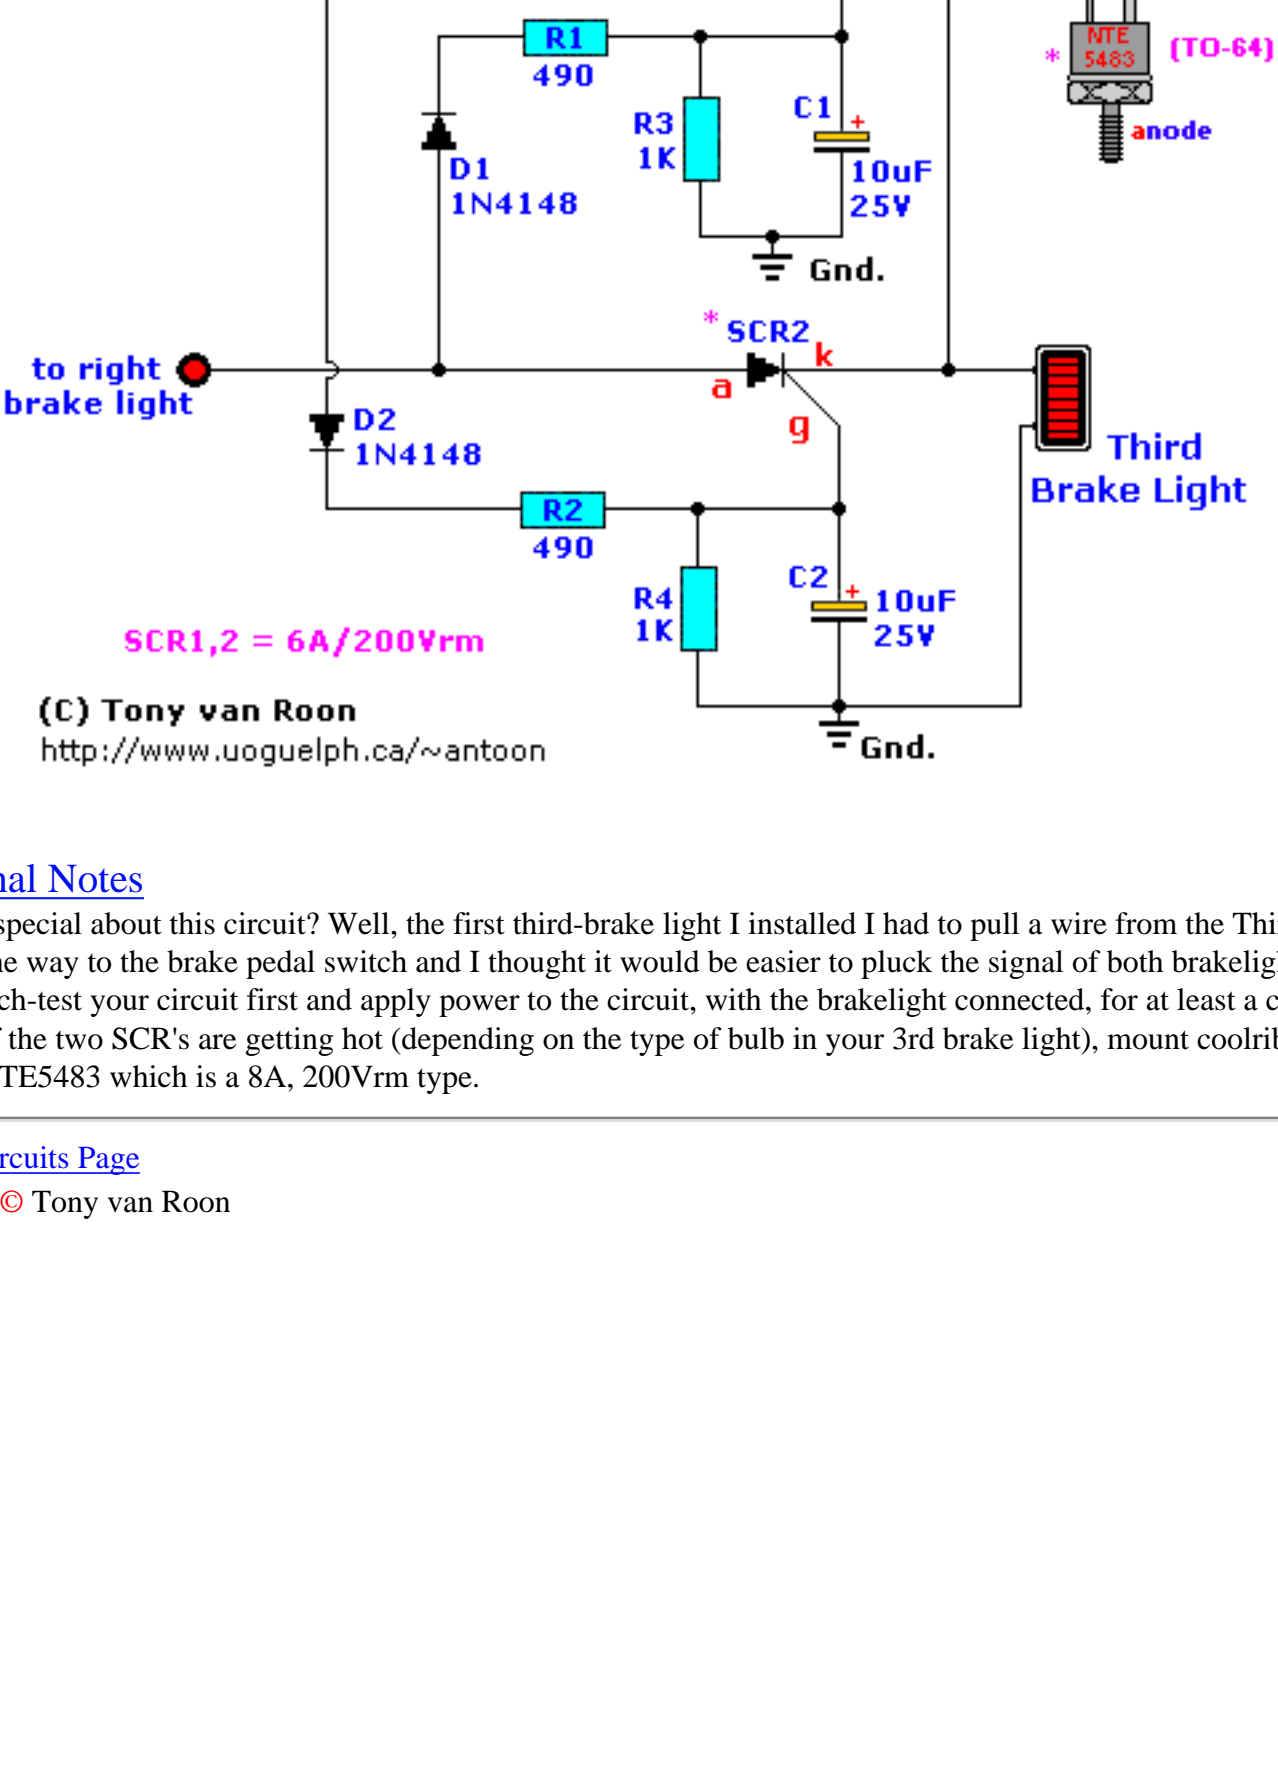 R1
490
NTE
5483
*
(TO-64)
anode
R3
1K
C1
+
10uF
25V
D1
1N4148
Gnd.
* SCR2
a
k
g
to right
brake light
D2
1N4148
Third
Brake Light
R2
490
R4
1K
C2
+
10uF
25V
SCR1,2 = 6A/200Vrm
(C) Tony van Roon
http://www.uoguelph.ca/~antoon
Gnd.
nal Notes
special about this circuit? Well, the first third-brake light I installed I had to pull a wire from the Thi
e way to the brake pedal switch and I thought it would be easier to pluck the signal of both brakeligh
ch-test your circuit first and apply power to the circuit, with the brakelight connected, for at least a c
f the two SCR's are getting hot (depending on the type of bulb in your 3rd brake light), mount coolrib
TE5483 which is a 8A, 200Vrm type.
rcuits Page
© Tony van Roon